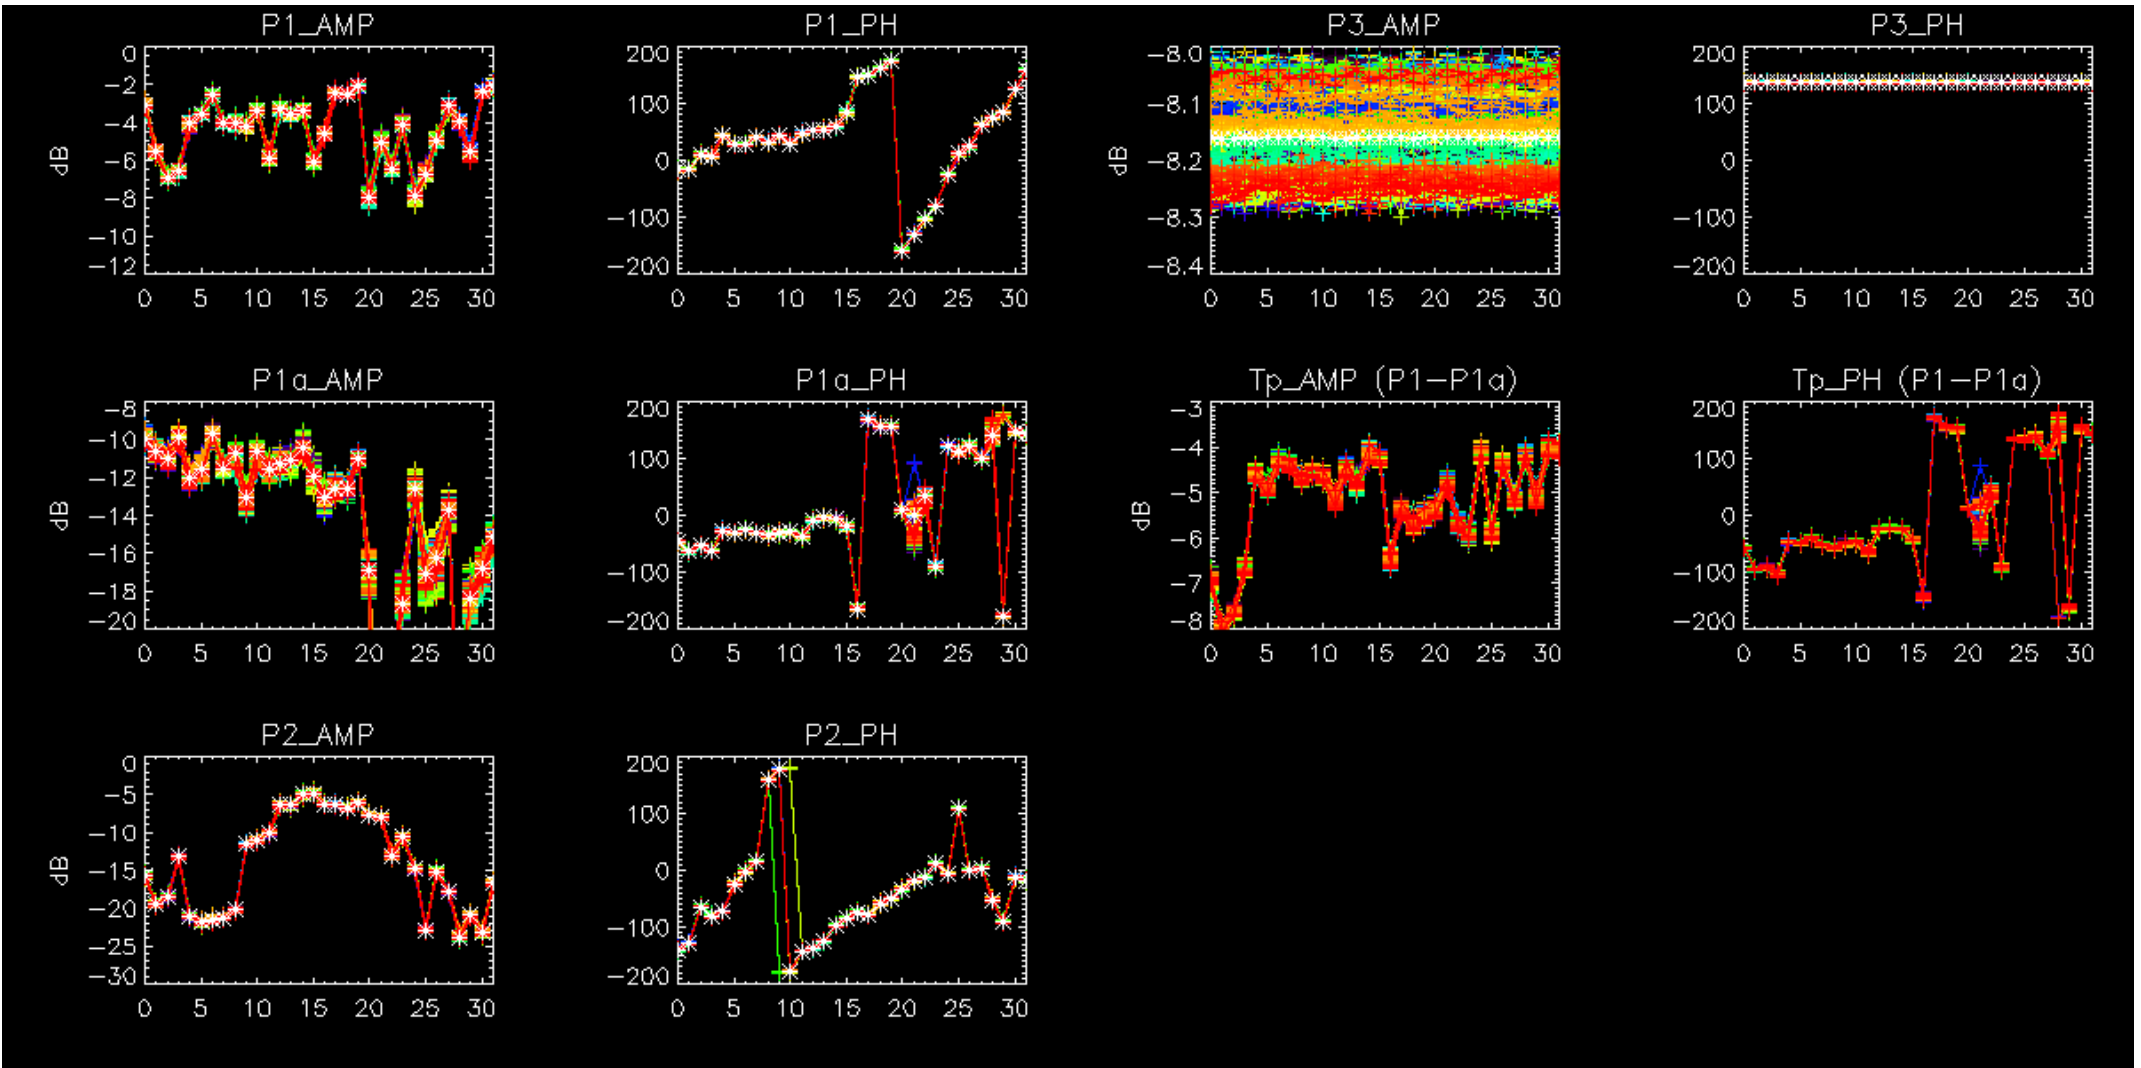 P1_AMP
P1_PH
P3_AMP
P3_PH
0
-2
-4
-6
-8
-10
-12
dB
0 5 10 15 20 25 30
200
100
0
-100
-200
0 5 10 15 20 25 30
-8.0
-8.1
-8.2
-8.3
-8.4
dB
0 5 10 15 20 25 30
200
100
0
-100
-200
0 5 10 15 20 25 30
P1a_AMP
P1a_PH
Tp_AMP (P1-P1a)
Tp_PH (P1-P1a)
-8
-10
-12
-14
-16
-18
-20
dB
0 5 10 15 20 25 30
200
100
0
-100
-200
0 5 10 15 20 25 30
-3
-4
-5
-6
-7
-8
dB
0 5 10 15 20 25 30
200
100
0
-100
-200
0 5 10 15 20 25 30
P2_AMP
P2_PH
0
-5
-10
-15
-20
-25
-30
dB
0 5 10 15 20 25 30
200
100
0
-100
-200
0 5 10 15 20 25 30